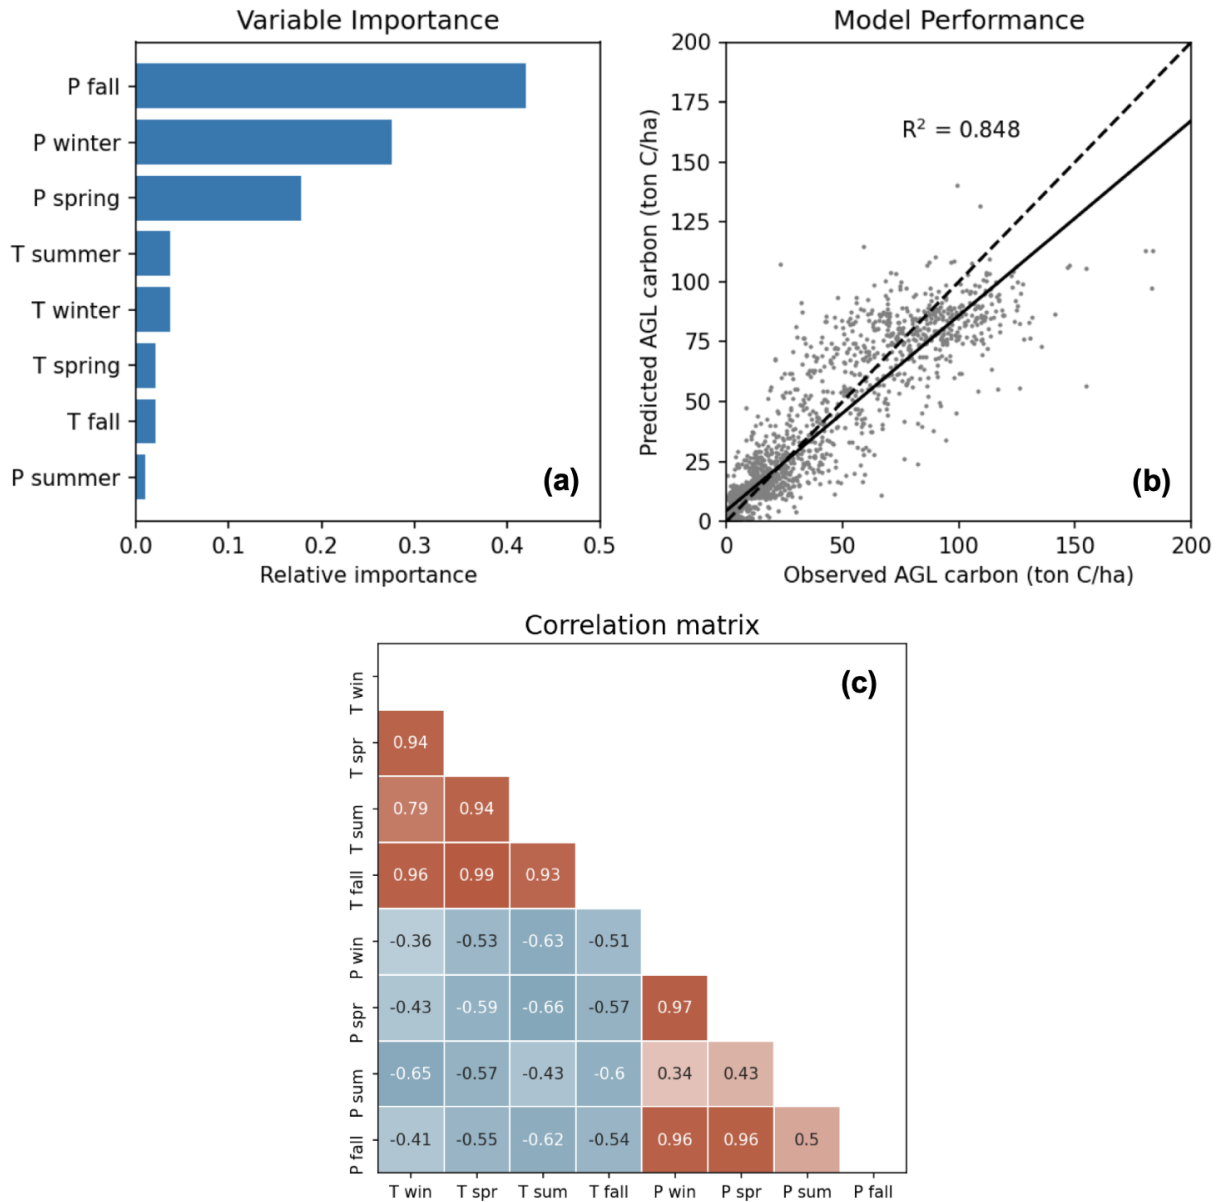 Variable Importance
P fall
P winter
P spring
T summer
T winter
T spring
T fall
P summer
(a)
0.0 0.1 0.2 0.3 0.4 0.5
Relative importance
Model Performance
200
175
150
125
100
75
50
25
0
Predicted AGL carbon (ton C/ha)
R² = 0.848
(b)
0 50 100 150 200
Observed AGL carbon (ton C/ha)
Correlation matrix
(c)
T win
T spr 0.94
T sum 0.79 0.94
T fall 0.96 0.99 0.93
P win -0.36 -0.53 -0.63 -0.51
P spr -0.43 -0.59 -0.66 -0.57 0.97
P sum -0.65 -0.57 -0.43 -0.6 0.34 0.43
P fall -0.41 -0.55 -0.62 -0.54 0.96 0.96 0.5
T win T spr T sum T fall P win P spr P sum P fall